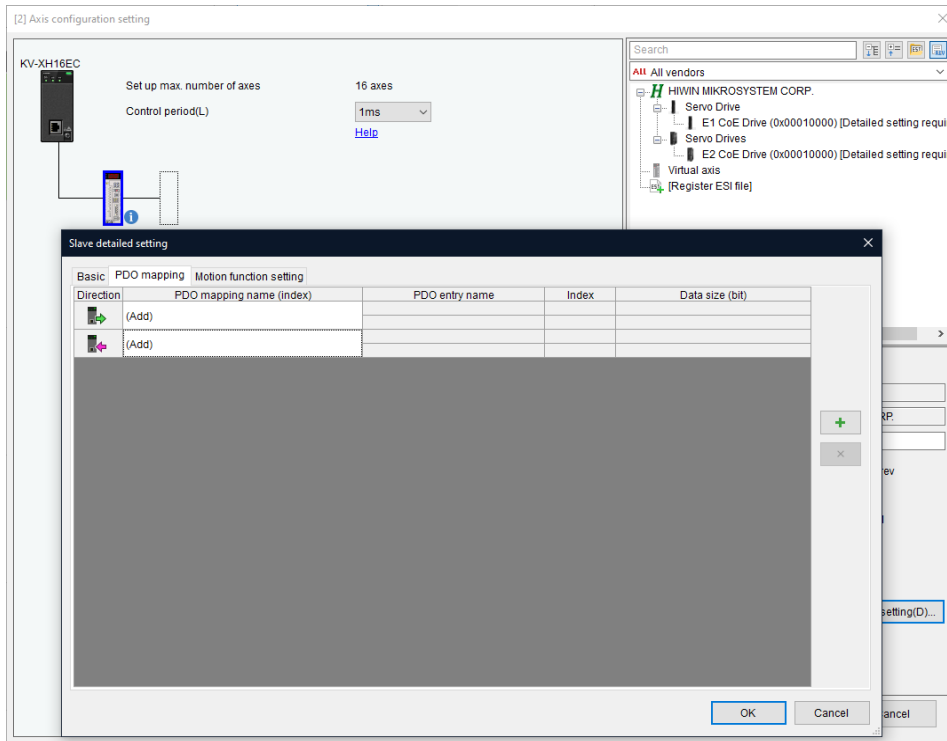 [2] Axis configuration setting
KV-XH16EC
Set up max. number of axes 16 axes
Control period(L) 1ms
Help
Search
ESI
All All vendors
HIWIN MIKROSYSTEM CORP.
Servo Drive
E1 CoE Drive (0x00010000) [Detailed setting requi
Servo Drives
E2 CoE Drive (0x00010000) [Detailed setting requi
Virtual axis
[Register ESI file]
Slave detailed setting
Basic PDO mapping Motion function setting
Direction PDO mapping name (index) PDO entry name Index Data size (bit)
(Add)
(Add)
RP.
rev
setting(D)...
OK Cancel
ancel